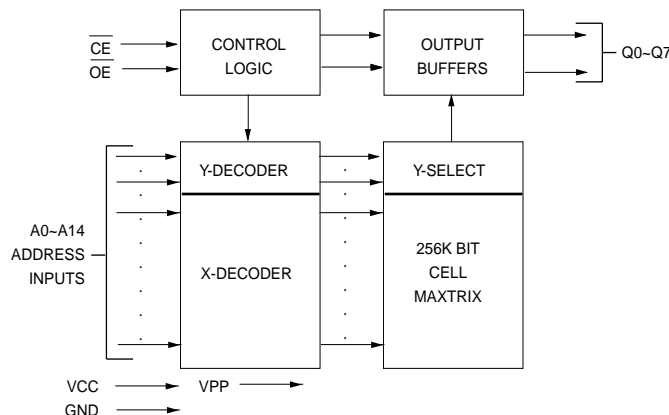 CE
OE
CONTROL
LOGIC
OUTPUT
BUFFERS
Q0~Q7
A0~A14
ADDRESS
INPUTS
Y-DECODER
X-DECODER
Y-SELECT
256K BIT
CELL
MAXTRIX
VCC
VPP
GND